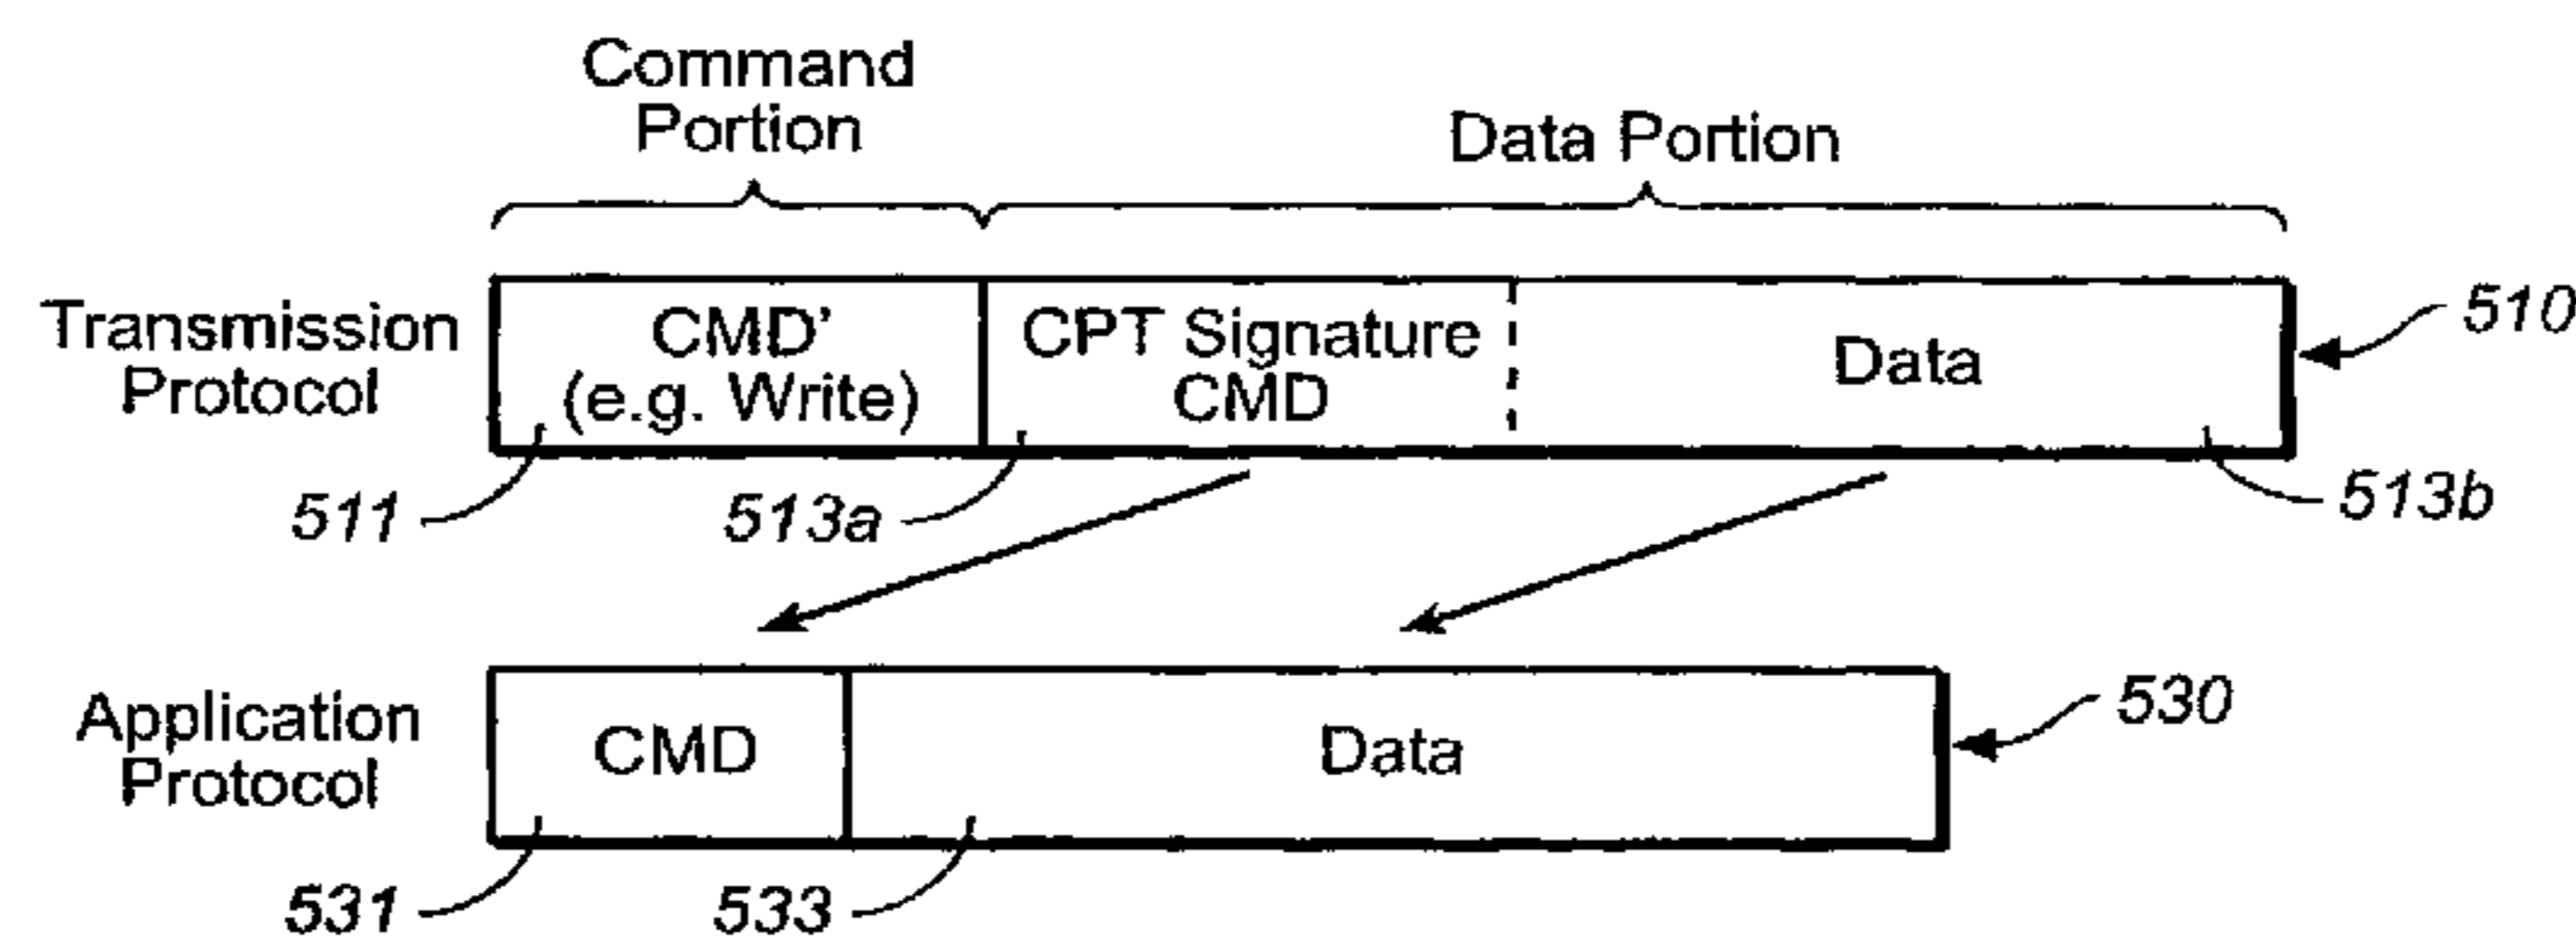 Command
Portion
Data Portion
Transmission
Protocol
CMD’
(e.g. Write)
CPT Signature
CMD
Data
510
511
513a
513b
Application
Protocol
CMD
Data
530
531
533